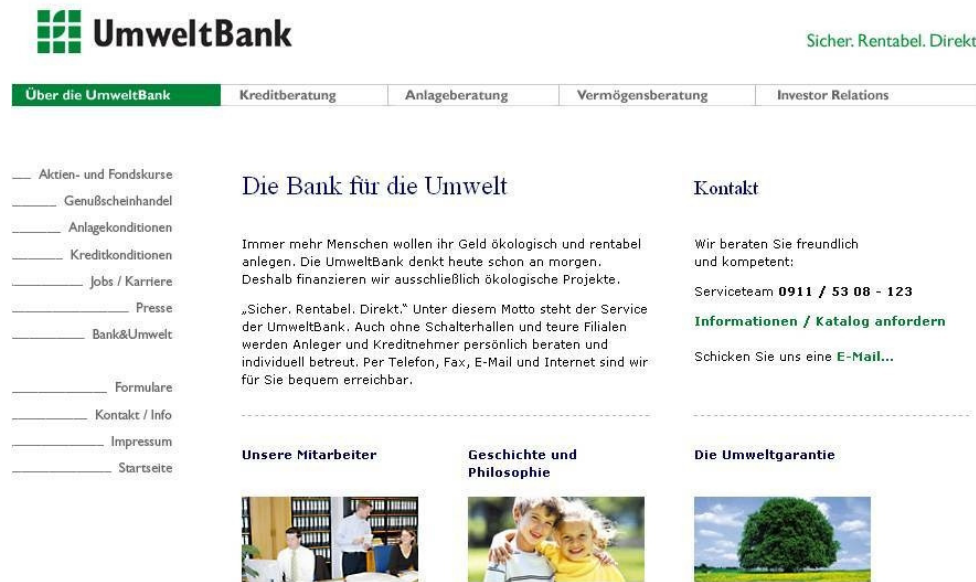 UmweltBank
Sicher. Rentabel. Direkt
Über die UmweltBank
Kreditberatung
Anlageberatung
Vermögensberatung
Investor Relations
Aktien- und Fondskurse
Genußscheinhandel
Anlagekonditionen
Kreditkonditionen
Jobs / Karriere
Presse
Bank&Umwelt
Formulare
Kontakt / Info
Impressum
Startseite
Die Bank für die Umwelt
Immer mehr Menschen wollen ihr Geld ökologisch und rentabel
anlegen. Die UmweltBank denkt heute schon an morgen.
Deshalb finanzieren wir ausschließlich ökologische Projekte.
„Sicher. Rentabel. Direkt.“ Unter diesem Motto steht der Service
der UmweltBank. Auch ohne Schalterhallen und teure Filialen
werden Anleger und Kreditnehmer persönlich beraten und
individuell betreut. Per Telefon, Fax, E-Mail und Internet sind wir
für Sie bequem erreichbar.
Kontakt
Wir beraten Sie freundlich
und kompetent:
Serviceteam 0911 / 53 08 - 123
Informationen / Katalog anfordern
Schicken Sie uns eine E-Mail...
Unsere Mitarbeiter
Geschichte und
Philosophie
Die Umweltgarantie